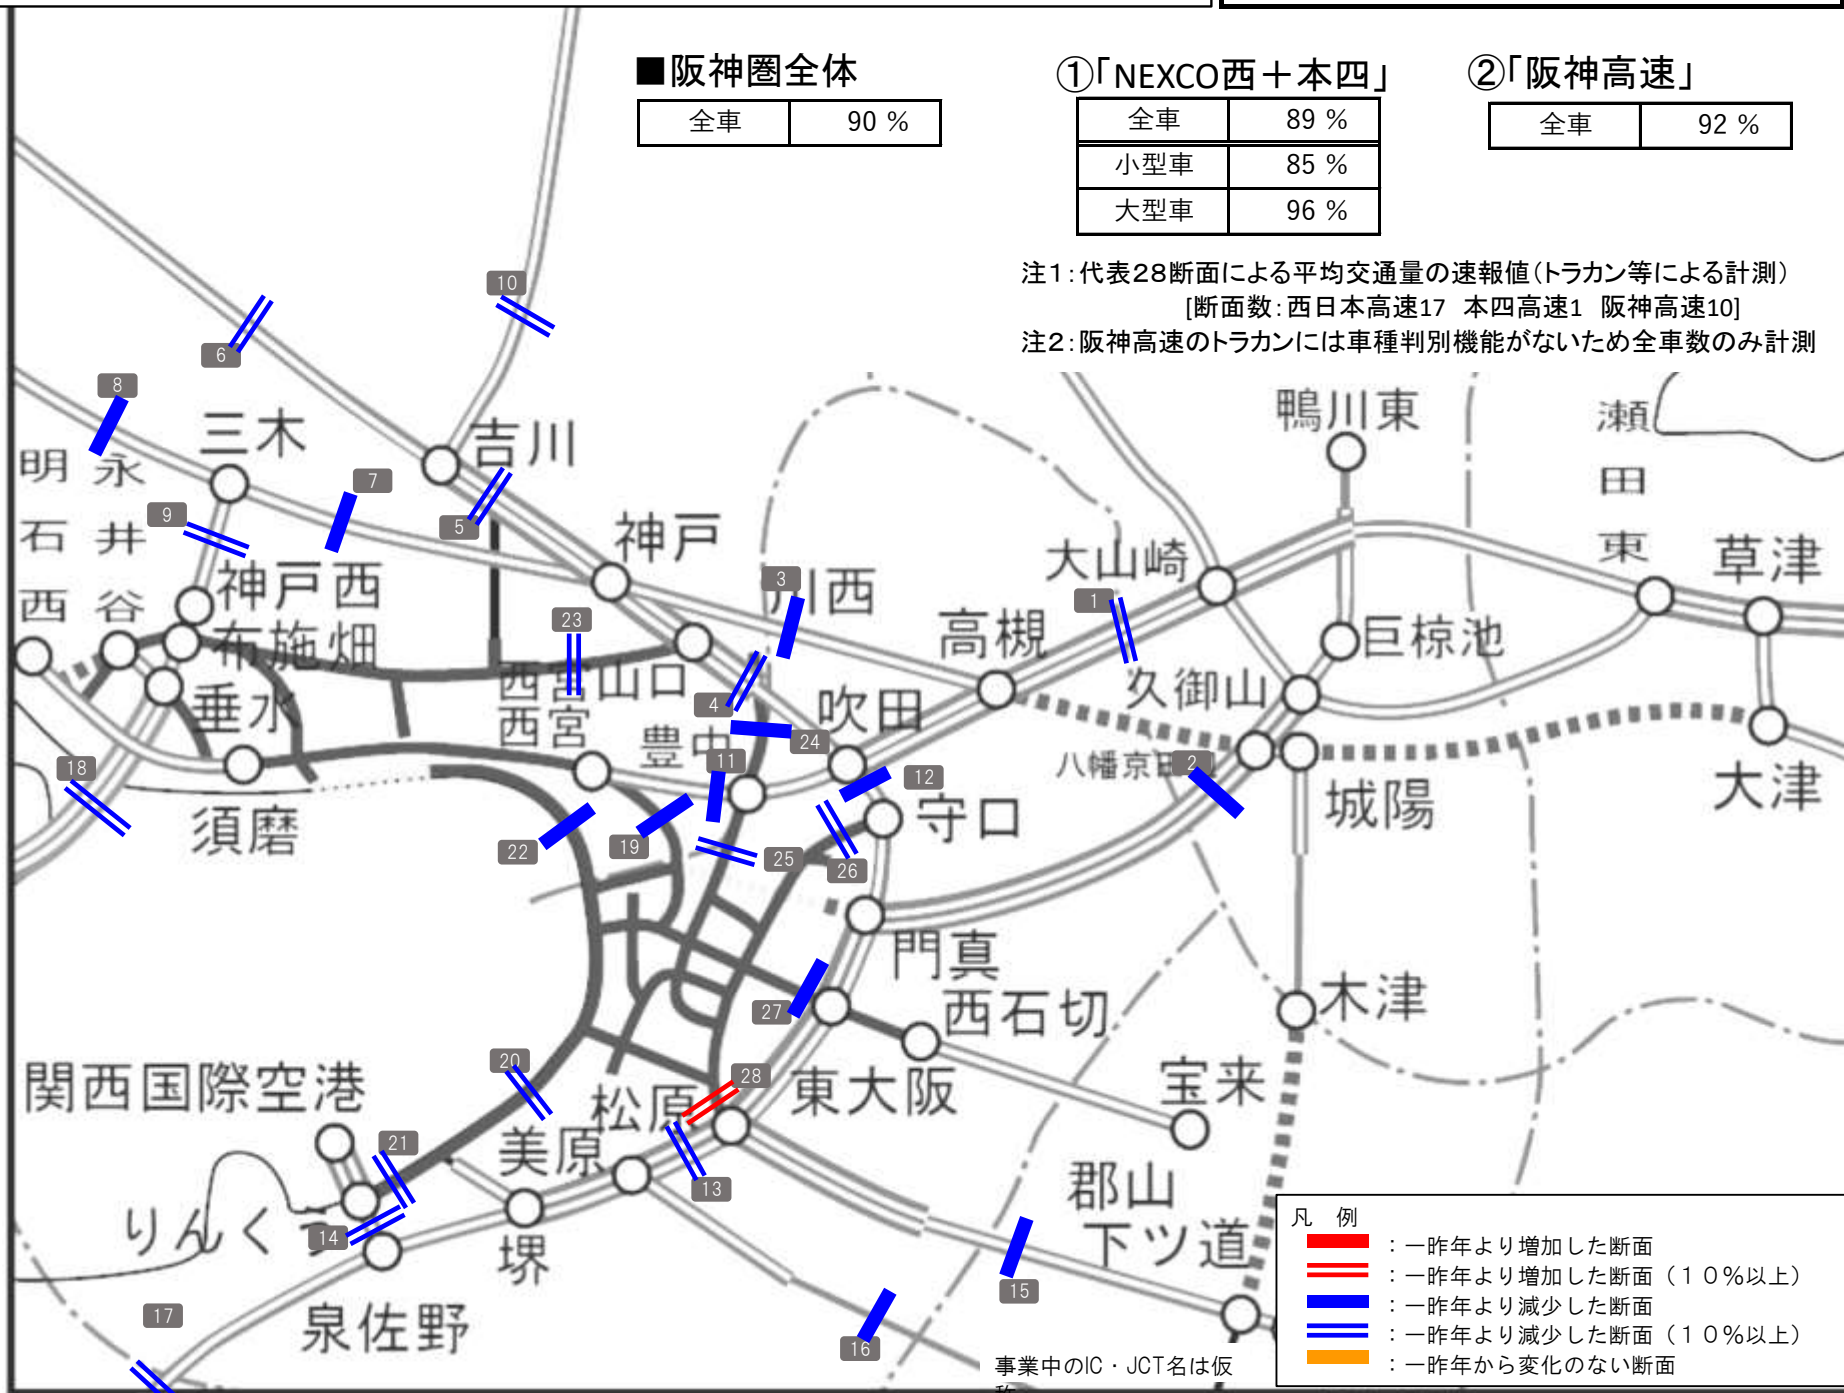 ■阪神圏全体
全車 90 %
①「NEXCO西＋本四」
全車 89 %
小型車 85 %
大型車 96 %
②「阪神高速」
全車 92 %
注1：代表28断面による平均交通量の速報値（トラカン等による計測）
[断面数：西日本高速17 本四高速1 阪神高速10]
注2：阪神高速のトラカンには車種判別機能がないため全車数のみ計測
10
6
8
三木
吉川
鴨川東
瀬田東
明石西
永井谷
7
9
5
神戸
大山崎
草津
神戸西
布施畑
3
川西
1
23
高槻
巨椋池
西宮山口
久御山
垂水
4
吹田
西宮
豊中
24
11
八幡京田
2
18
12
大津
城陽
須磨
守口
22
19
25
26
門真
27
西石切
木津
20
28
関西国際空港
松原
東大阪
宝来
21
美原
13
郡山
下ツ道
りんくう
14
堺
15
17
泉佐野
16
事業中のIC・JCT名は仮
称
凡 例
：一昨年より増加した断面
：一昨年より増加した断面（１０％以上）
：一昨年より減少した断面
：一昨年より減少した断面（１０％以上）
：一昨年から変化のない断面